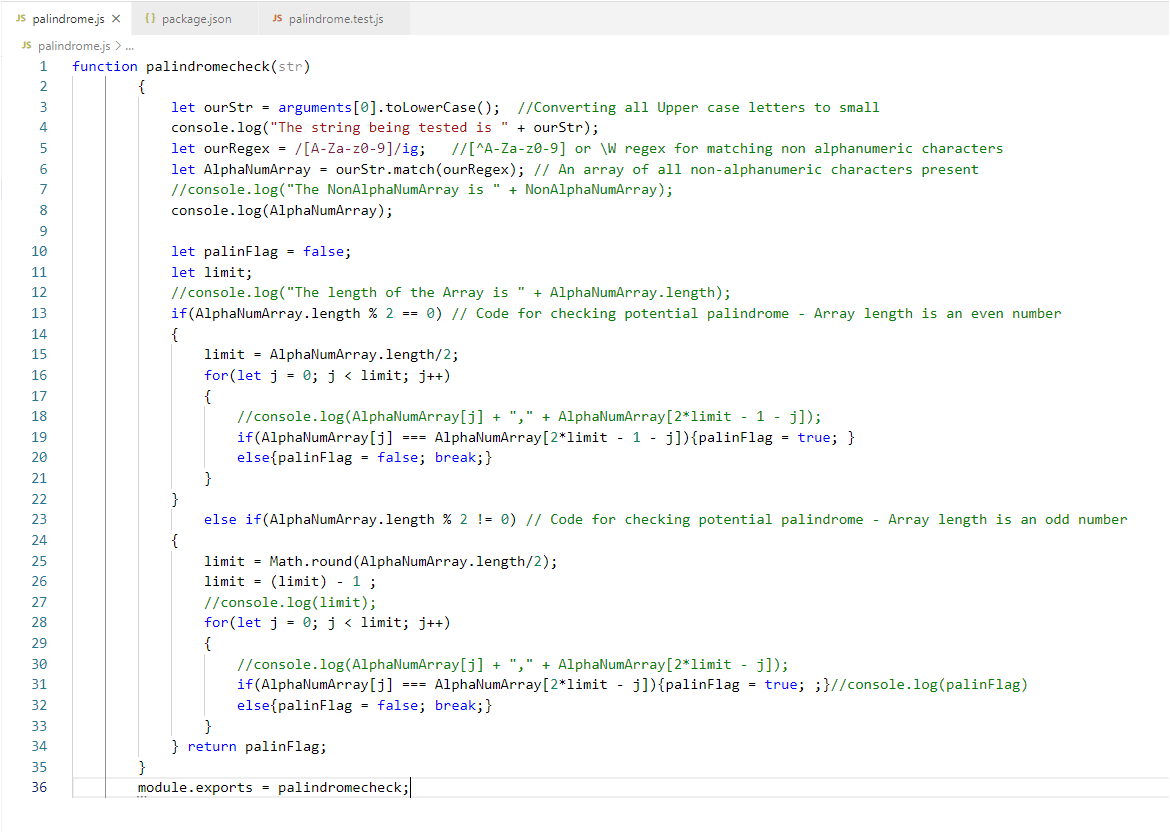 JS palindrome.js × {} package.json JS palindrome.test.js
JS palindrome.js > ...
1 function palindromecheck(str)
2 {
3 let ourStr = arguments[0].toLowerCase(); //Converting all Upper case letters to small
4 console.log("The string being tested is " + ourStr);
5 let ourRegex = /[A-Za-z0-9]/ig; //[^A-Za-z0-9] or \W regex for matching non alphanumeric characters
6 let AlphaNumArray = ourStr.match(ourRegex); // An array of all non-alphanumeric characters present
7 //console.log("The NonAlphaNumArray is " + NonAlphaNumArray);
8 console.log(AlphaNumArray);
9
10 let palinFlag = false;
11 let limit;
12 //console.log("The length of the Array is " + AlphaNumArray.length);
13 if(AlphaNumArray.length % 2 == 0) // Code for checking potential palindrome - Array length is an even number
14 {
15 limit = AlphaNumArray.length/2;
16 for(let j = 0; j < limit; j++)
17 {
18 //console.log(AlphaNumArray[j] + "," + AlphaNumArray[2*limit - 1 - j]);
19 if(AlphaNumArray[j] === AlphaNumArray[2*limit - 1 - j]){palinFlag = true; }
20 else{palinFlag = false; break;}
21 }
22 }
23 else if(AlphaNumArray.length % 2 != 0) // Code for checking potential palindrome - Array length is an odd number
24 {
25 limit = Math.round(AlphaNumArray.length/2);
26 limit = (limit) - 1 ;
27 //console.log(limit);
28 for(let j = 0; j < limit; j++)
29 {
30 //console.log(AlphaNumArray[j] + "," + AlphaNumArray[2*limit - j]);
31 if(AlphaNumArray[j] === AlphaNumArray[2*limit - j]){palinFlag = true; ;}//console.log(palinFlag)
32 else{palinFlag = false; break;}
33 }
34 } return palinFlag;
35 }
36 module.exports = palindromecheck;